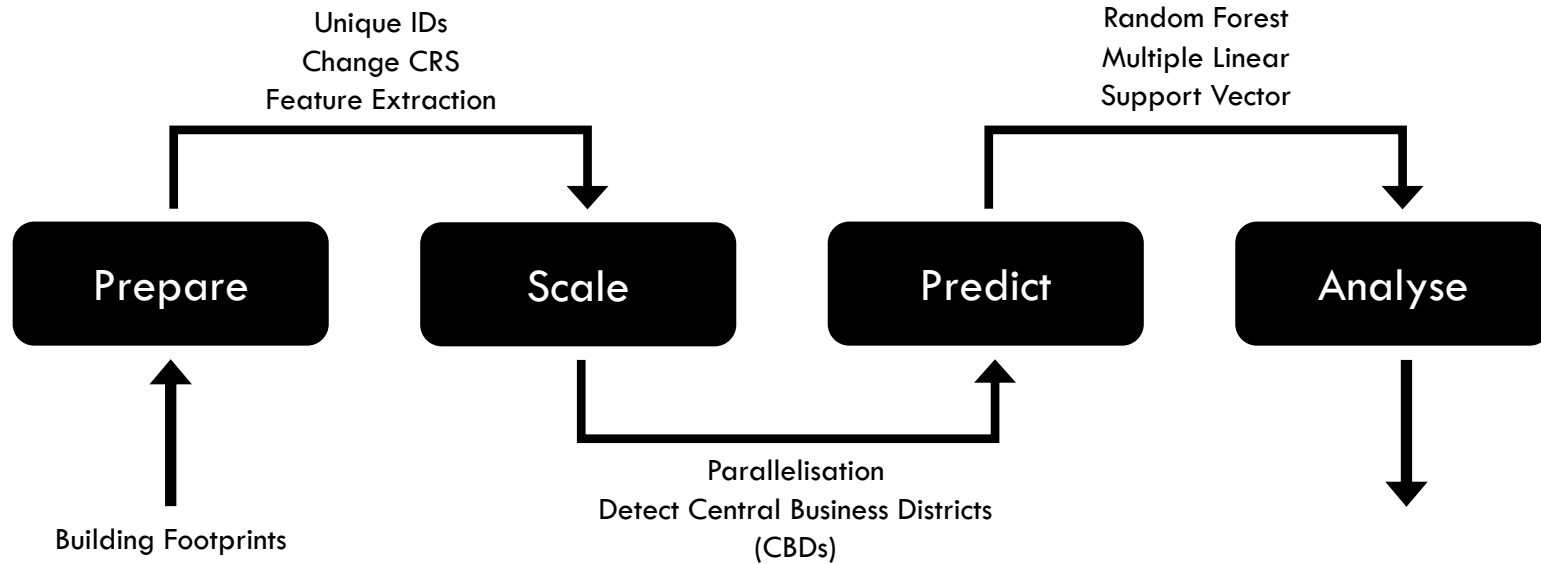 Unique IDs
Change CRS
Feature Extraction
Random Forest
Multiple Linear
Support Vector
Prepare
Scale
Predict
Analyse
Parallelisation
Detect Central Business Districts
(CBDs)
Building Footprints